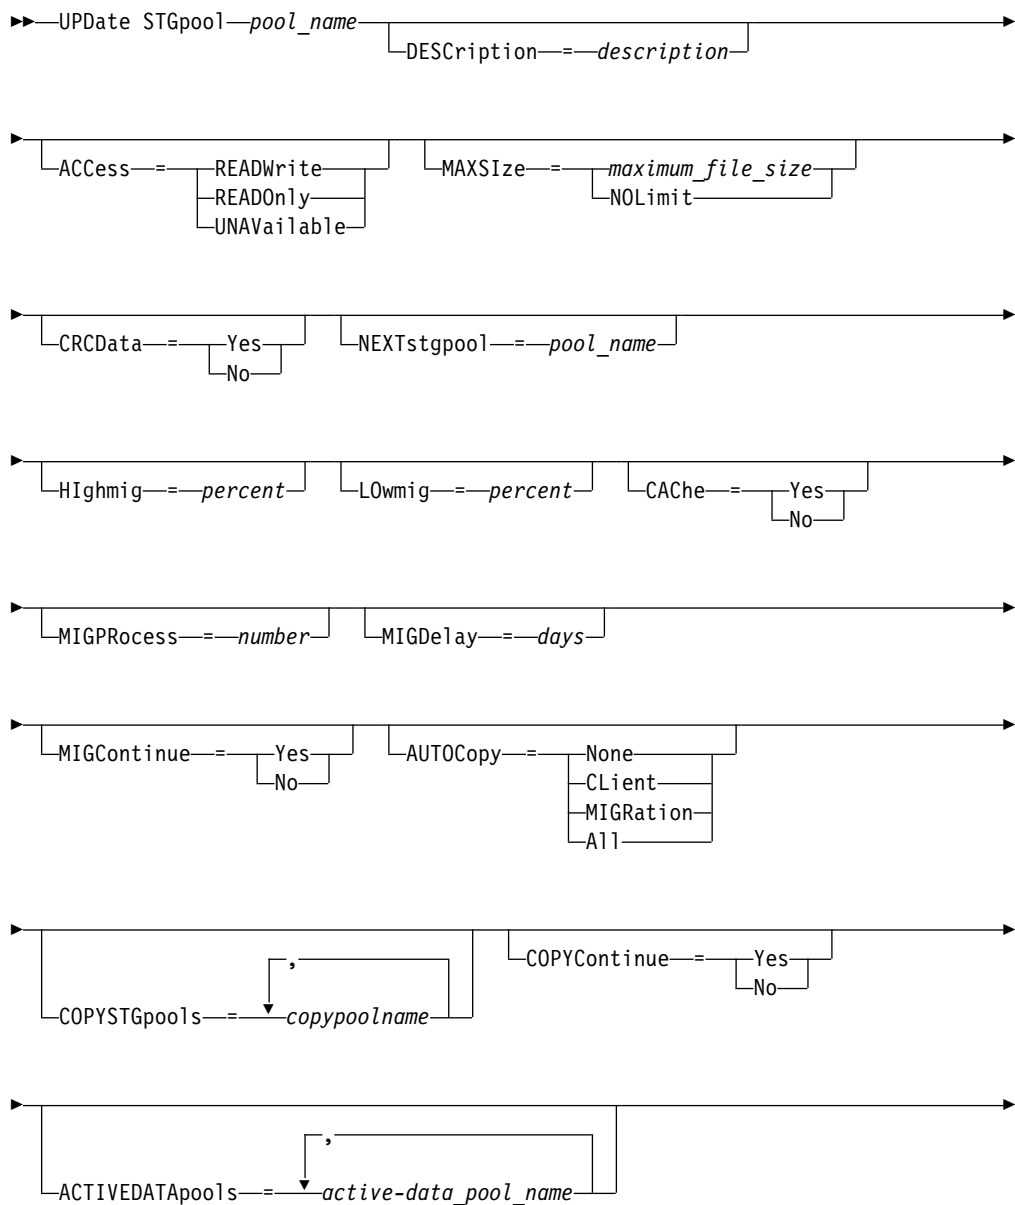 UPDate STGpool pool_name
DESCription = description
ACCess = READWrite MAXSIze = maximum_file_size
READOnly NOLimit
UNAVailable
CRCData = Yes NEXTstgpool = pool_name
No
HIghmig = percent LOwmig = percent CAChe = Yes
No
MIGPRocess = number MIGDelay = days
MIGContinue = Yes AUTOCopy = None
No CLient
MIGRation
All
, COPYContinue = Yes
No
COPYSTGpools = copypoolname
,
ACTIVEDATApools = active-data_pool_name